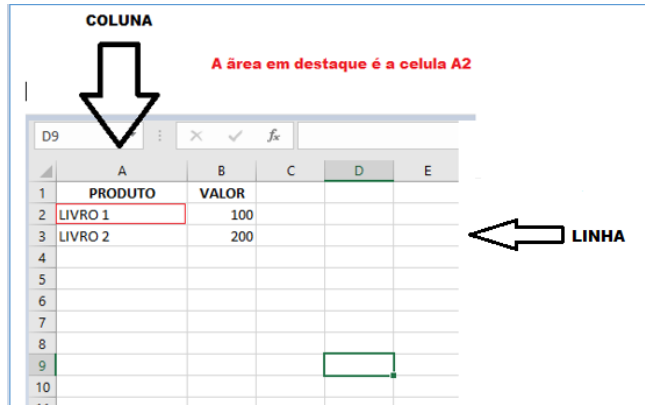 COLUNA
A ãrea em destaque é a celula A2
D9 fx
A B C D E
1 PRODUTO VALOR
2 LIVRO 1 100
3 LIVRO 2 200
LINHA
4
5
6
7
8
9
10